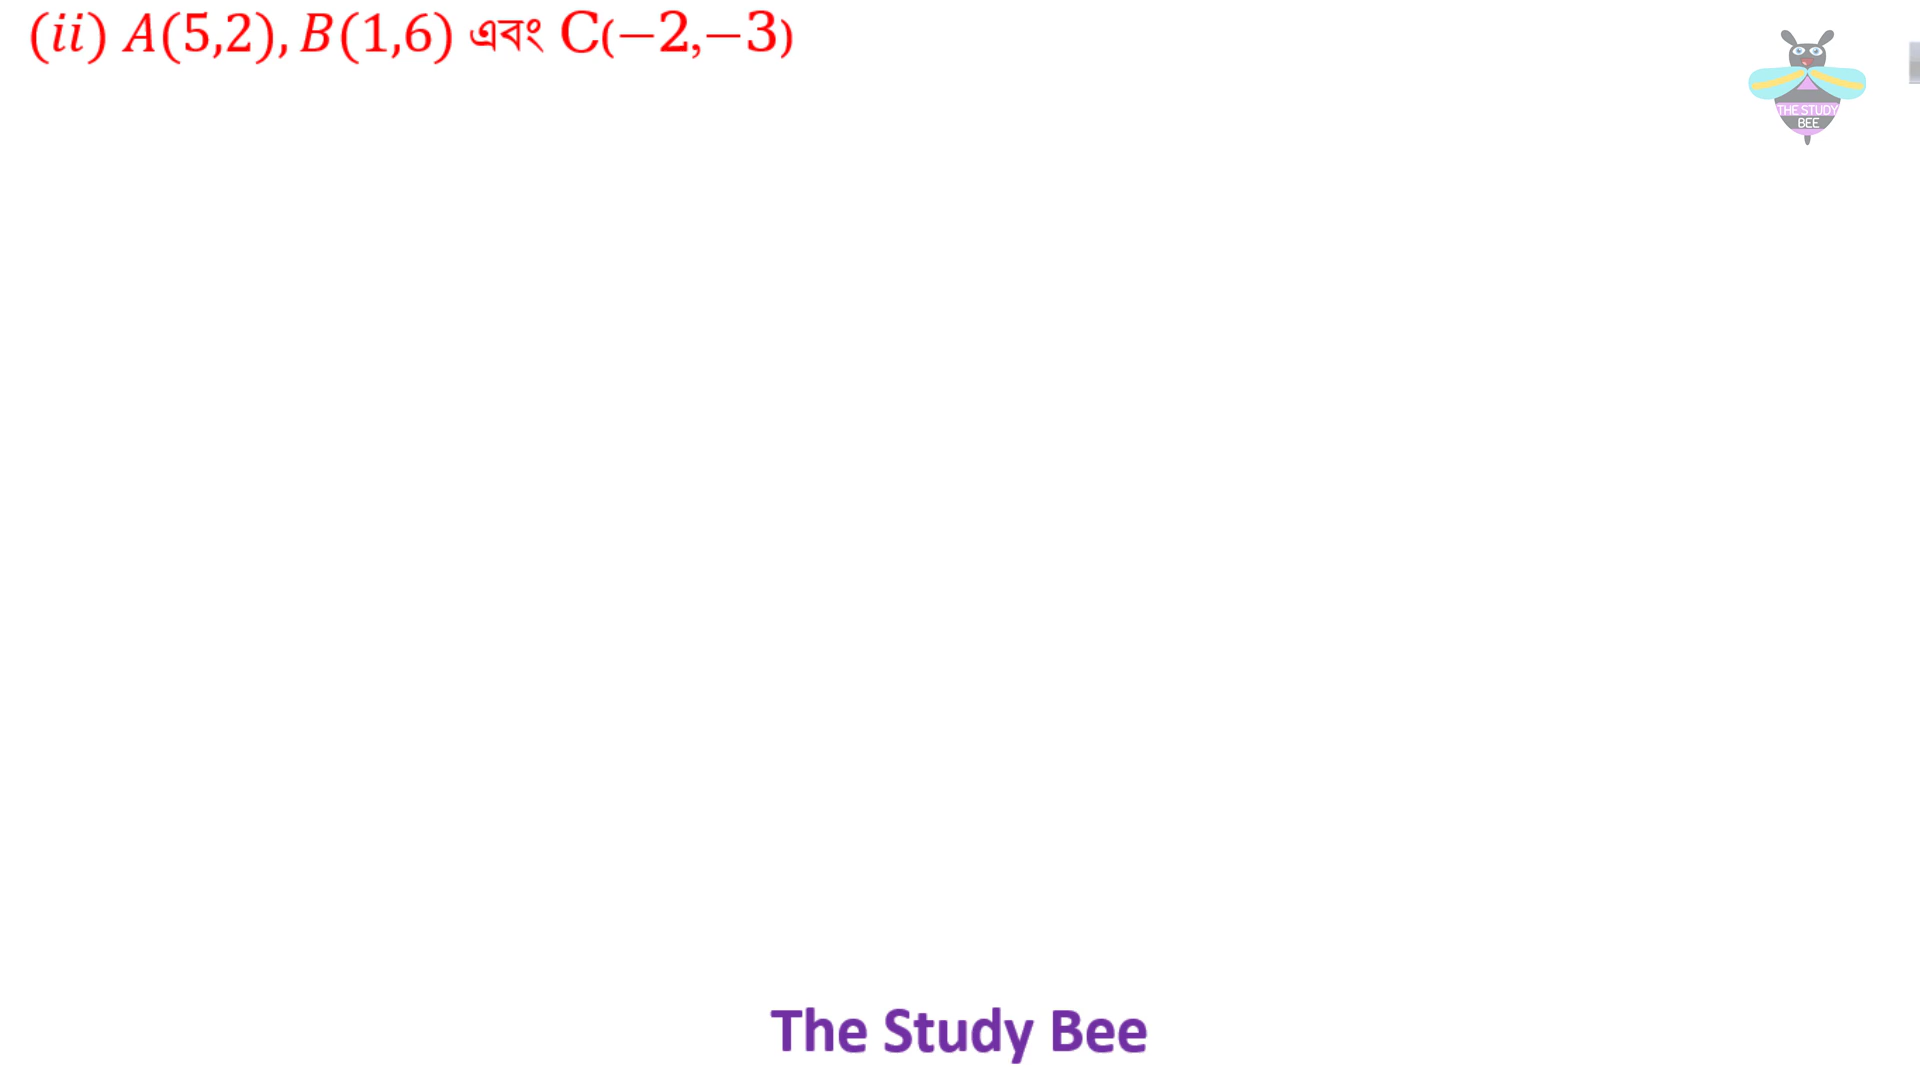 (ii) A(5,2), B(1,6) এবং C(−2,−3)
THE STUDY
BEE
The Study Bee